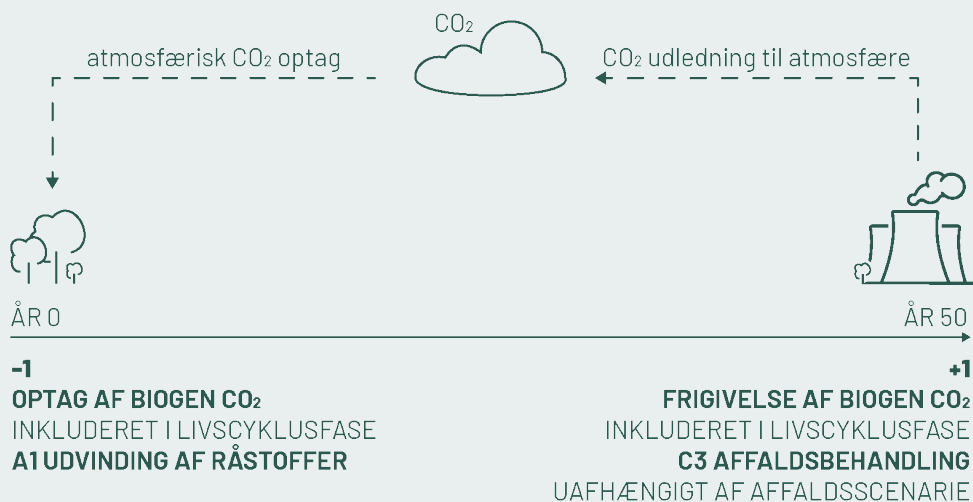 CO₂
atmosfærisk CO₂ optag
CO₂ udledning til atmosfære
ÅR 0
ÅR 50
-1
OPTAG AF BIOGEN CO₂
INKLUDERET I LIVSCYKLUSFASE
A1 UDVINDING AF RÅSTOFFER
+1
FRIGIVELSE AF BIOGEN CO₂
INKLUDERET I LIVSCYKLUSFASE
C3 AFFALDSBEHANDLING
UAFHÆNGIGT AF AFFALDSSCENARIE